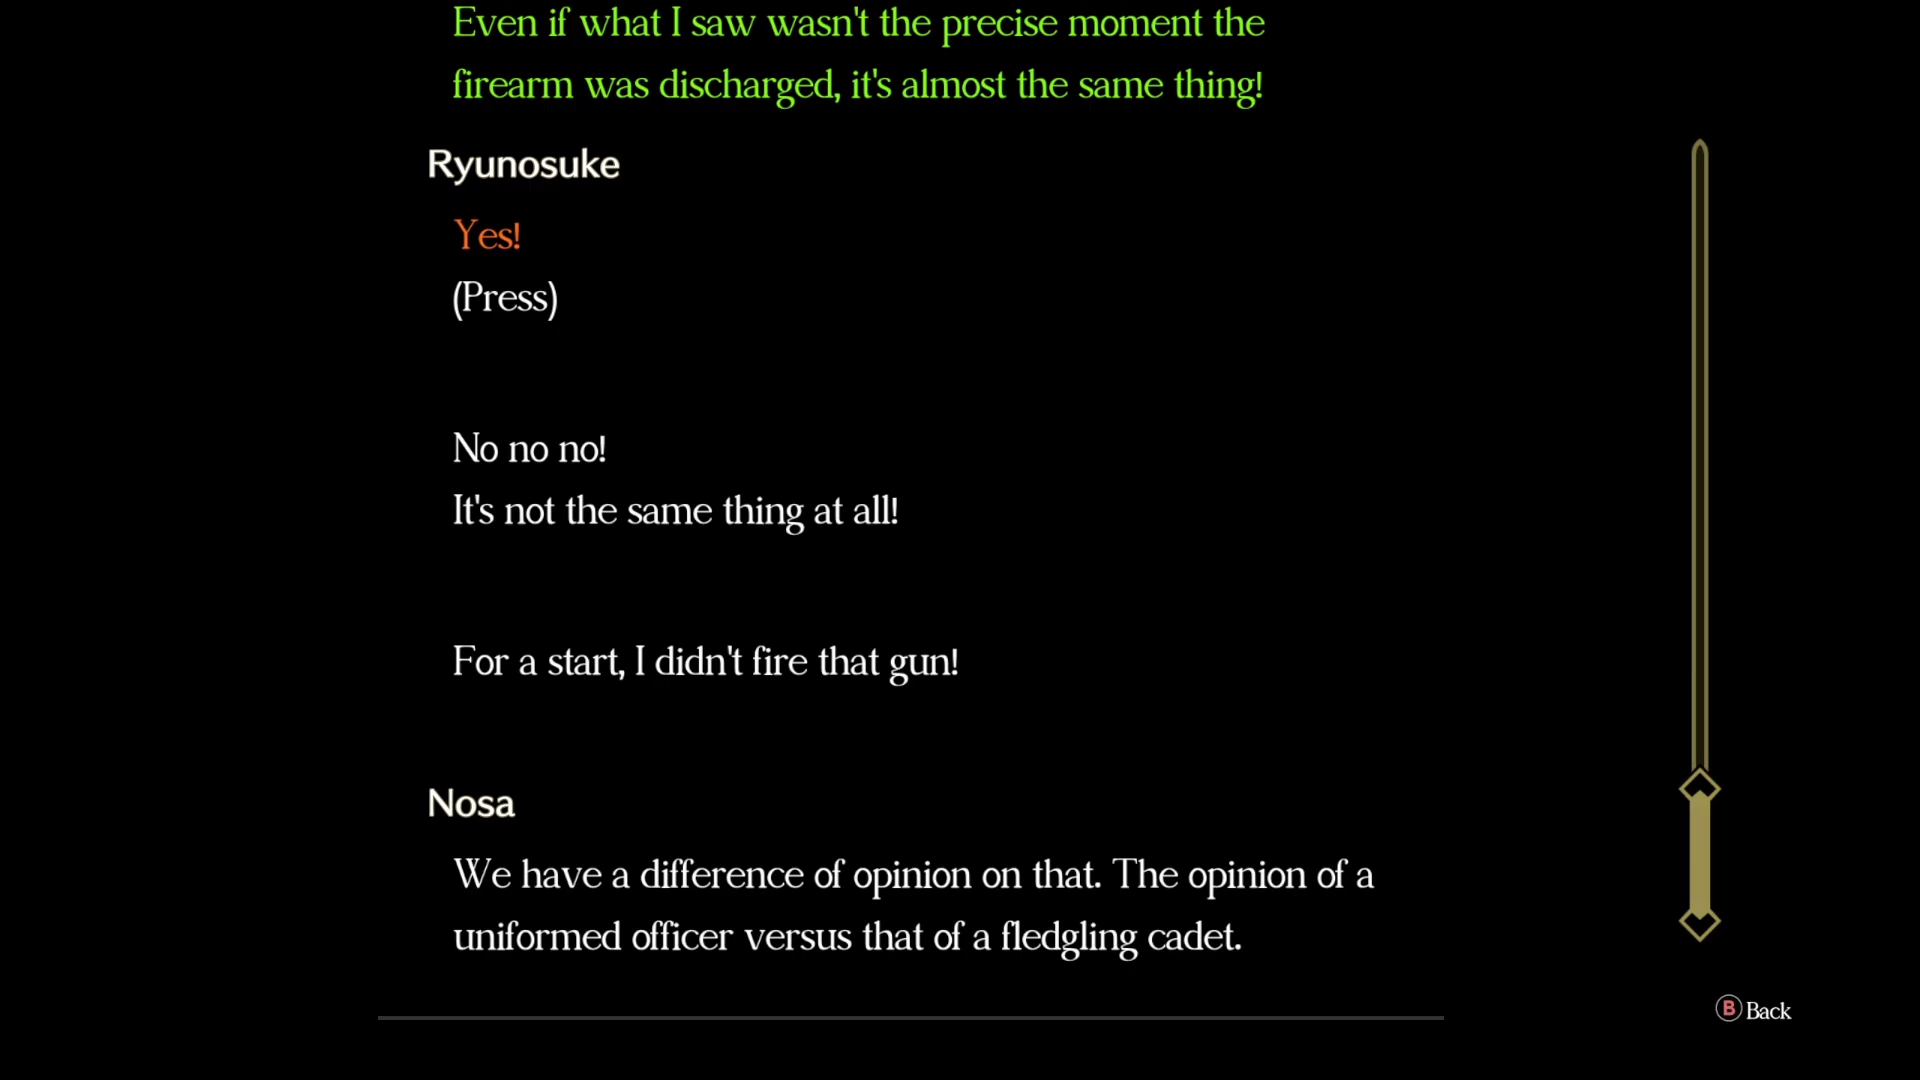 Even if what I saw wasn't the precise moment the
firearm was discharged, it's almost the same thing!
Ryunosuke
Yes!
(Press)
No no no!
It's not the same thing at all!
For a start, I didn't fire that gun!
Nosa
We have a difference of opinion on that. The opinion of a
uniformed officer versus that of a fledgling cadet.
B Back